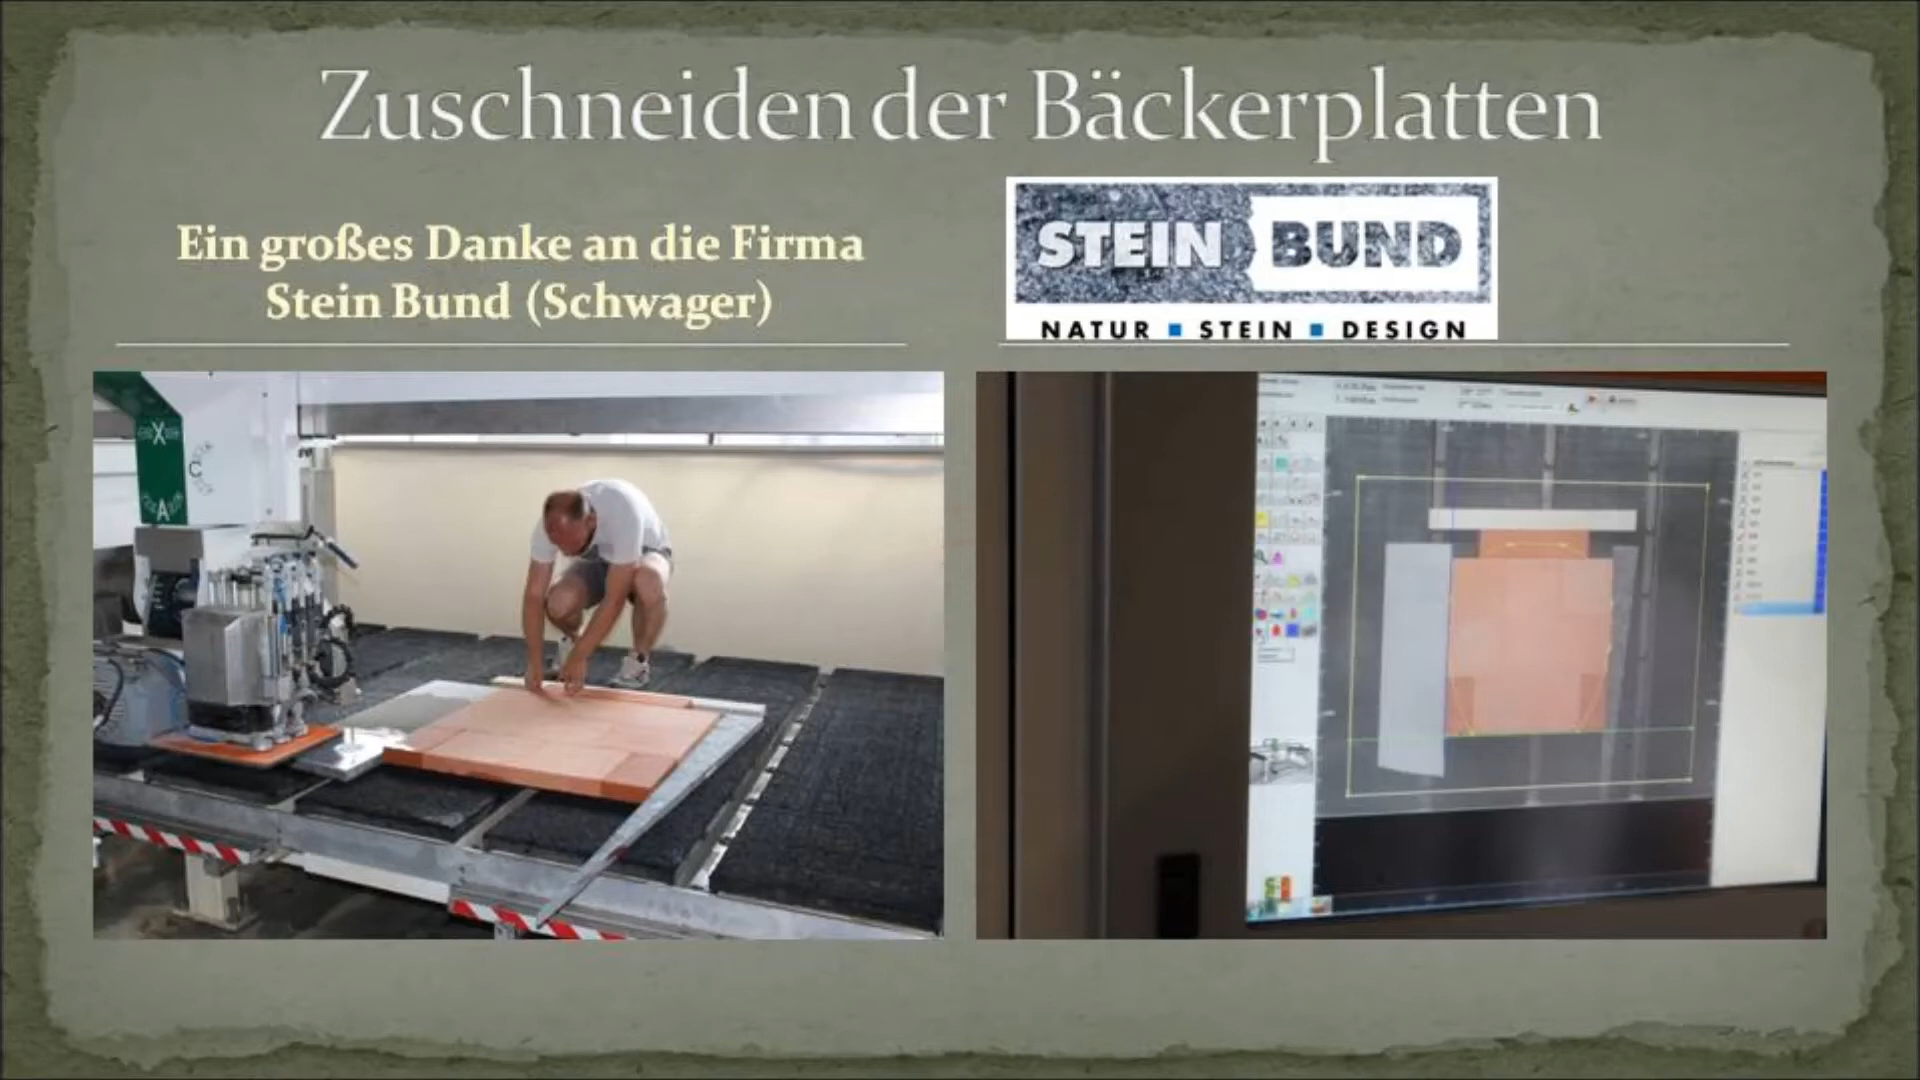 Zuschneiden der Bäckerplatten
Ein großes Danke an die Firma
Stein Bund (Schwager)
STEIN BUND
NATUR ▪ STEIN ▪ DESIGN
X
C
A